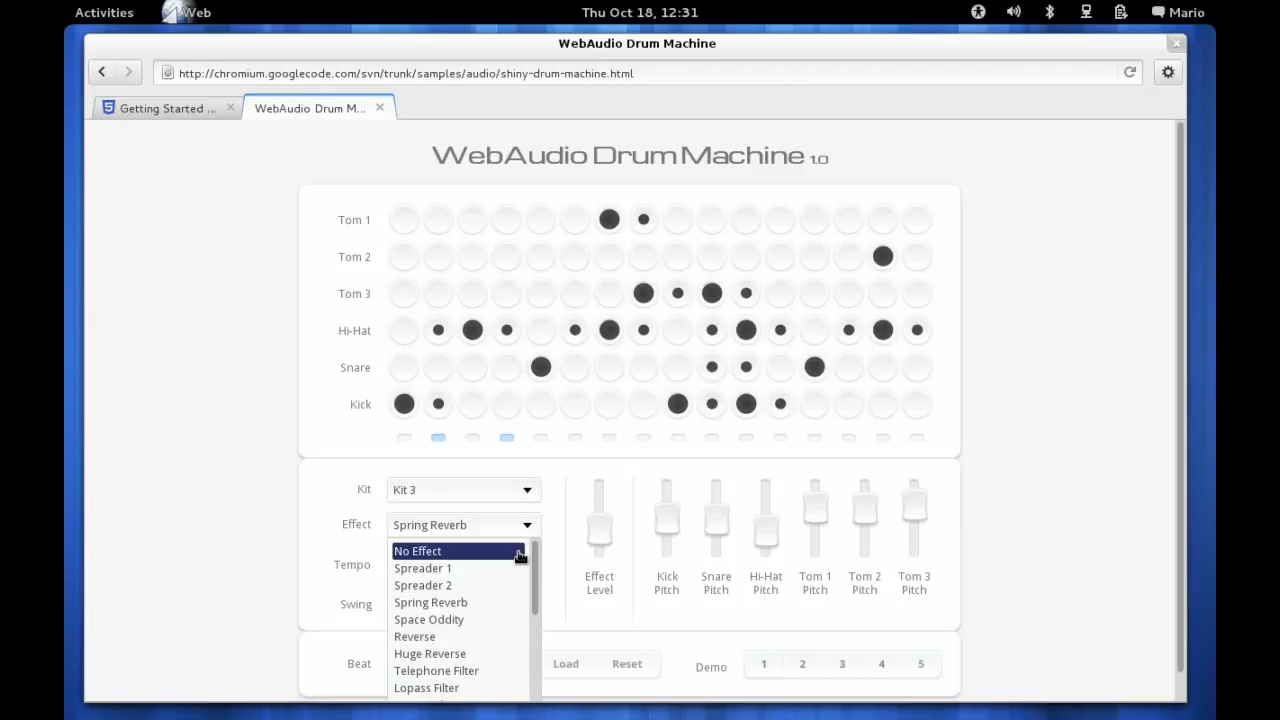 Activities Web Thu Oct 18, 12:31 Mario
WebAudio Drum Machine
http://chromium.googlecode.com/svn/trunk/samples/audio/shiny-drum-machine.html
Getting Started ... WebAudio Drum M...
WebAudio Drum Machine 1.0
Tom 1
Tom 2
Tom 3
Hi-Hat
Snare
Kick
Kit Kit 3
Effect Spring Reverb
No Effect
Spreader 1
Spreader 2
Spring Reverb
Space Oddity
Reverse
Huge Reverse
Telephone Filter
Lopass Filter
Tempo
Swing
Effect Level
Kick Pitch
Snare Pitch
Hi-Hat Pitch
Tom 1 Pitch
Tom 2 Pitch
Tom 3 Pitch
Beat Load Reset Demo 1 2 3 4 5